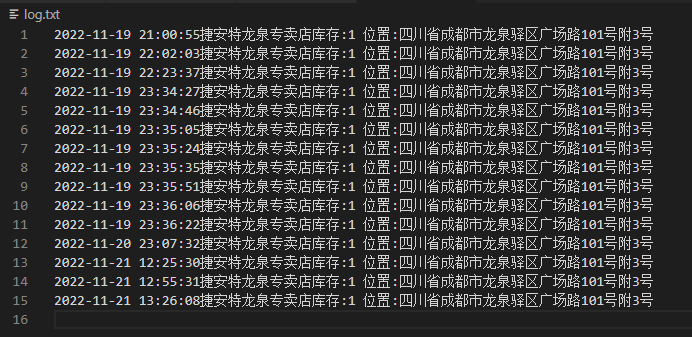 log.txt
1 2022-11-19 21:00:55捷安特龙泉专卖店库存:1 位置:四川省成都市龙泉驿区广场路101号附3号
2 2022-11-19 22:02:03捷安特龙泉专卖店库存:1 位置:四川省成都市龙泉驿区广场路101号附3号
3 2022-11-19 22:23:37捷安特龙泉专卖店库存:1 位置:四川省成都市龙泉驿区广场路101号附3号
4 2022-11-19 23:34:27捷安特龙泉专卖店库存:1 位置:四川省成都市龙泉驿区广场路101号附3号
5 2022-11-19 23:34:46捷安特龙泉专卖店库存:1 位置:四川省成都市龙泉驿区广场路101号附3号
6 2022-11-19 23:35:05捷安特龙泉专卖店库存:1 位置:四川省成都市龙泉驿区广场路101号附3号
7 2022-11-19 23:35:24捷安特龙泉专卖店库存:1 位置:四川省成都市龙泉驿区广场路101号附3号
8 2022-11-19 23:35:35捷安特龙泉专卖店库存:1 位置:四川省成都市龙泉驿区广场路101号附3号
9 2022-11-19 23:35:51捷安特龙泉专卖店库存:1 位置:四川省成都市龙泉驿区广场路101号附3号
10 2022-11-19 23:36:06捷安特龙泉专卖店库存:1 位置:四川省成都市龙泉驿区广场路101号附3号
11 2022-11-19 23:36:22捷安特龙泉专卖店库存:1 位置:四川省成都市龙泉驿区广场路101号附3号
12 2022-11-20 23:07:32捷安特龙泉专卖店库存:1 位置:四川省成都市龙泉驿区广场路101号附3号
13 2022-11-21 12:25:30捷安特龙泉专卖店库存:1 位置:四川省成都市龙泉驿区广场路101号附3号
14 2022-11-21 12:55:31捷安特龙泉专卖店库存:1 位置:四川省成都市龙泉驿区广场路101号附3号
15 2022-11-21 13:26:08捷安特龙泉专卖店库存:1 位置:四川省成都市龙泉驿区广场路101号附3号
16